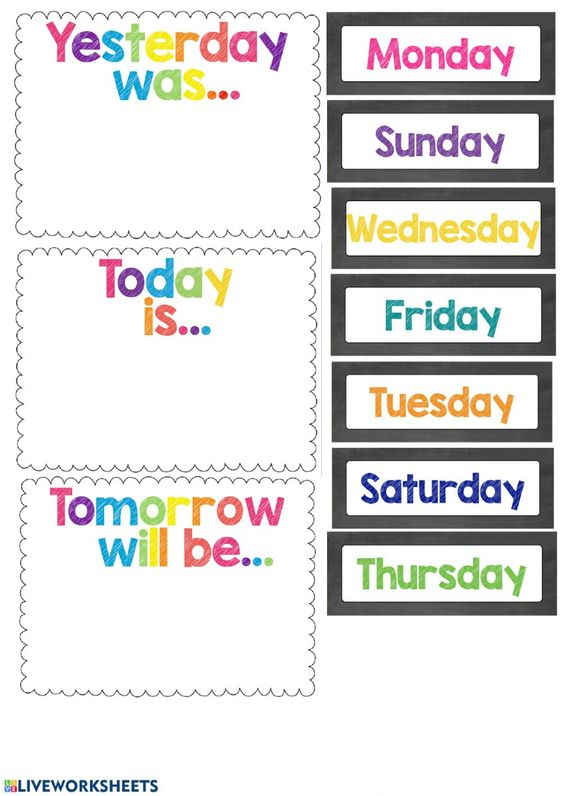 Yesterday
was...
Today
is...
Tomorrow
will be...
Monday
Sunday
Wednesday
Friday
Tuesday
Saturday
Thursday
LIVEWORKSHEETS